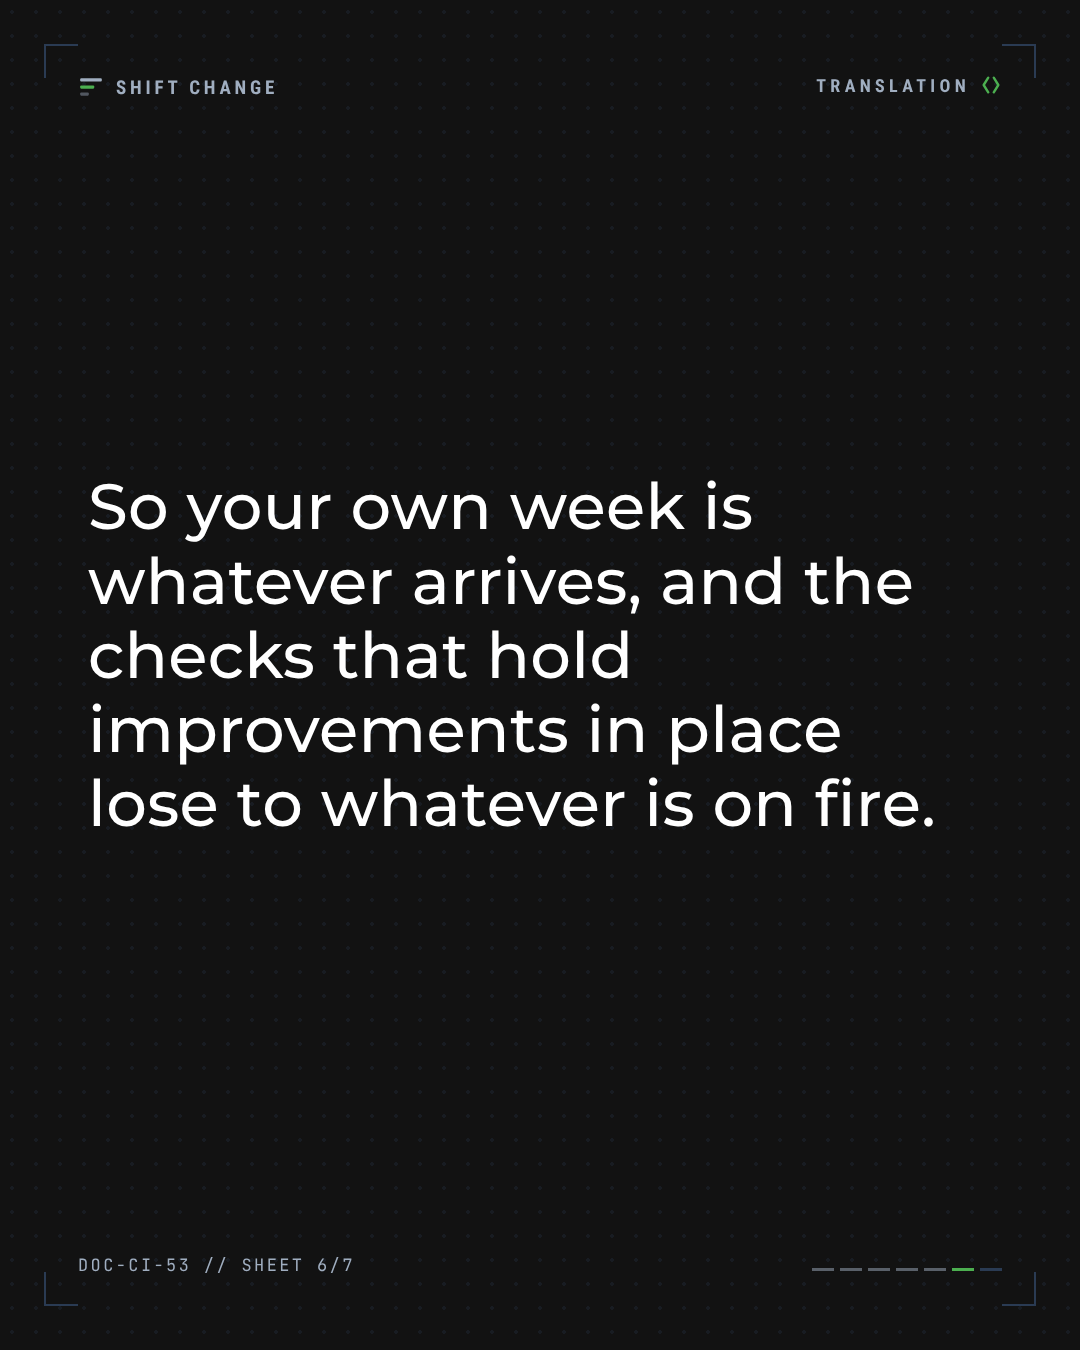 SHIFT CHANGE
TRANSLATION
So your own week is
whatever arrives, and the
checks that hold
improvements in place
lose to whatever is on fire.
DOC-CI-53 // SHEET 6/7